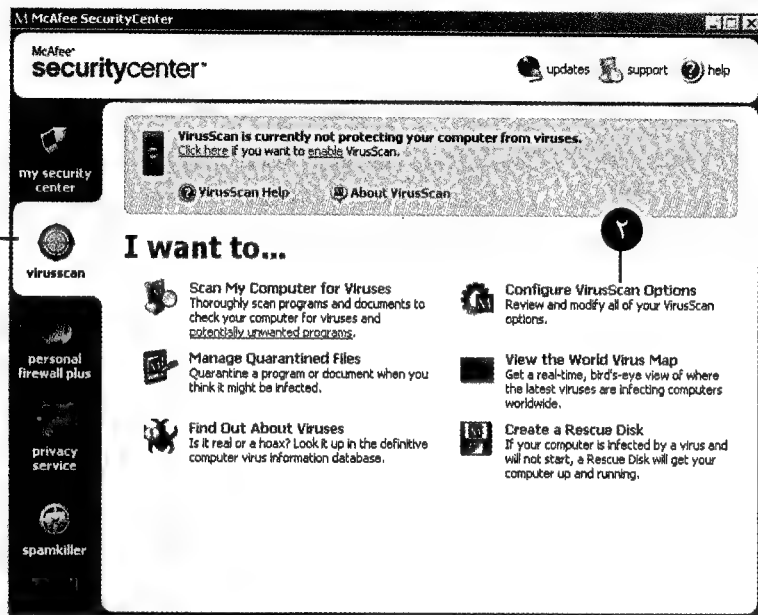 McAfee SecurityCenter
McAfee
securitycenter
updates
support
help
my security
center
virusscan
personal
firewall plus
privacy
service
spamkiller
VirusScan is currently not protecting your computer from viruses.
Click here if you want to enable VirusScan.
VirusScan Help
About VirusScan
٢
I want to...
Scan My Computer for Viruses
Thoroughly scan programs and documents to
check your computer for viruses and
potentially unwanted programs.
Manage Quarantined Files
Quarantine a program or document when you
think it might be infected.
Find Out About Viruses
Is it real or a hoax? Look it up in the definitive
computer virus information database.
Configure VirusScan Options
Review and modify all of your VirusScan
options.
View the World Virus Map
Get a real-time, bird's-eye view of where
the latest viruses are infecting computers
worldwide.
Create a Rescue Disk
If your computer is infected by a virus and
will not start, a Rescue Disk will get your
computer up and running.